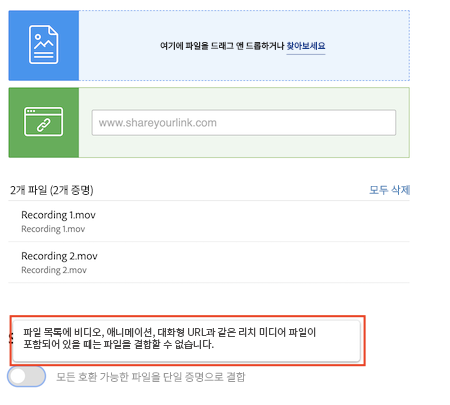 여기에 파일을 드래그 앤 드롭하거나 찾아보세요
www.shareyourlink.com
2개 파일 (2개 증명) 모두 삭제
Recording 1.mov
Recording 1.mov
Recording 2.mov
Recording 2.mov
파일 목록에 비디오, 애니메이션, 대화형 URL과 같은 리치 미디어 파일이
포함되어 있을 때는 파일을 결합할 수 없습니다.
모든 호환 가능한 파일을 단일 증명으로 결합